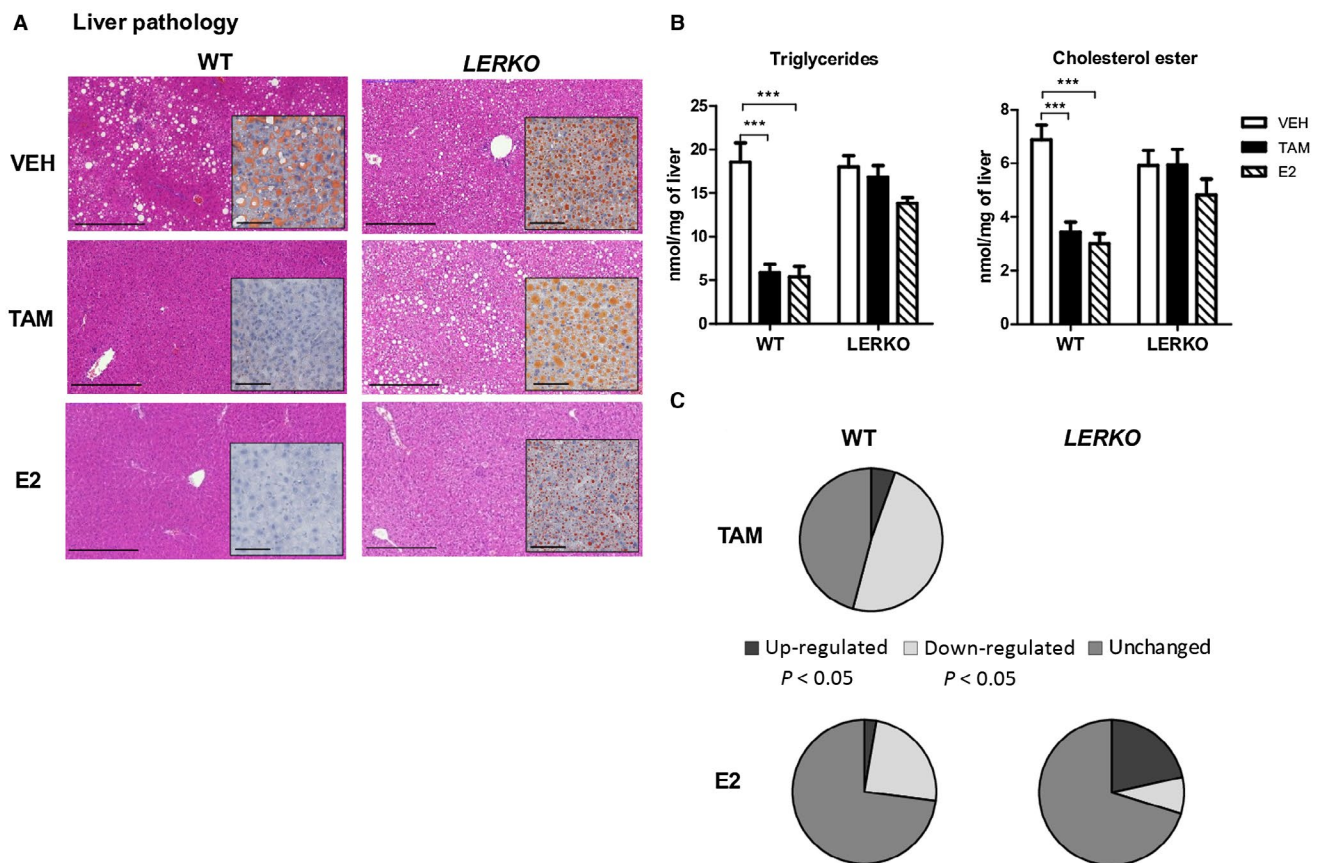 A Liver pathology
WT LERKO
VEH
TAM
E2
B
Triglycerides
nmol/mg of liver
25
20
15
10
5
0
***
***
WT LERKO
Cholesterol ester
nmol/mg of liver
8
6
4
2
0
***
***
WT LERKO
VEH
TAM
E2
C
WT LERKO
TAM
Up-regulated Down-regulated Unchanged
P < 0.05 P < 0.05
E2